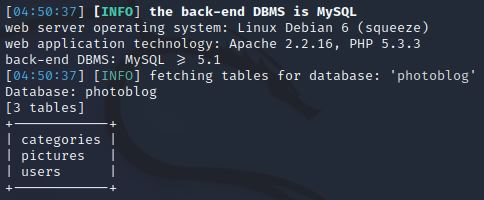 [04:50:37] [INFO] the back-end DBMS is MySQL
web server operating system: Linux Debian 6 (squeeze)
web application technology: Apache 2.2.16, PHP 5.3.3
back-end DBMS: MySQL ≥ 5.1
[04:50:37] [INFO] fetching tables for database: 'photoblog'
Database: photoblog
[3 tables]
+------------+
| categories |
| pictures   |
| users      |
+------------+